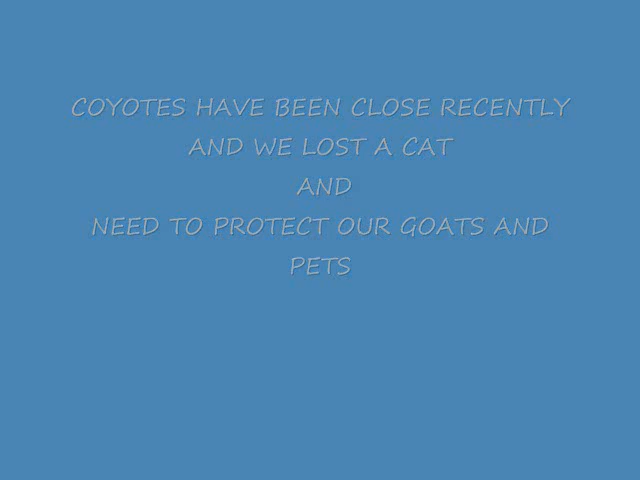 COYOTES HAVE BEEN CLOSE RECENTLY
AND WE LOST A CAT
AND
NEED TO PROTECT OUR GOATS AND
PETS